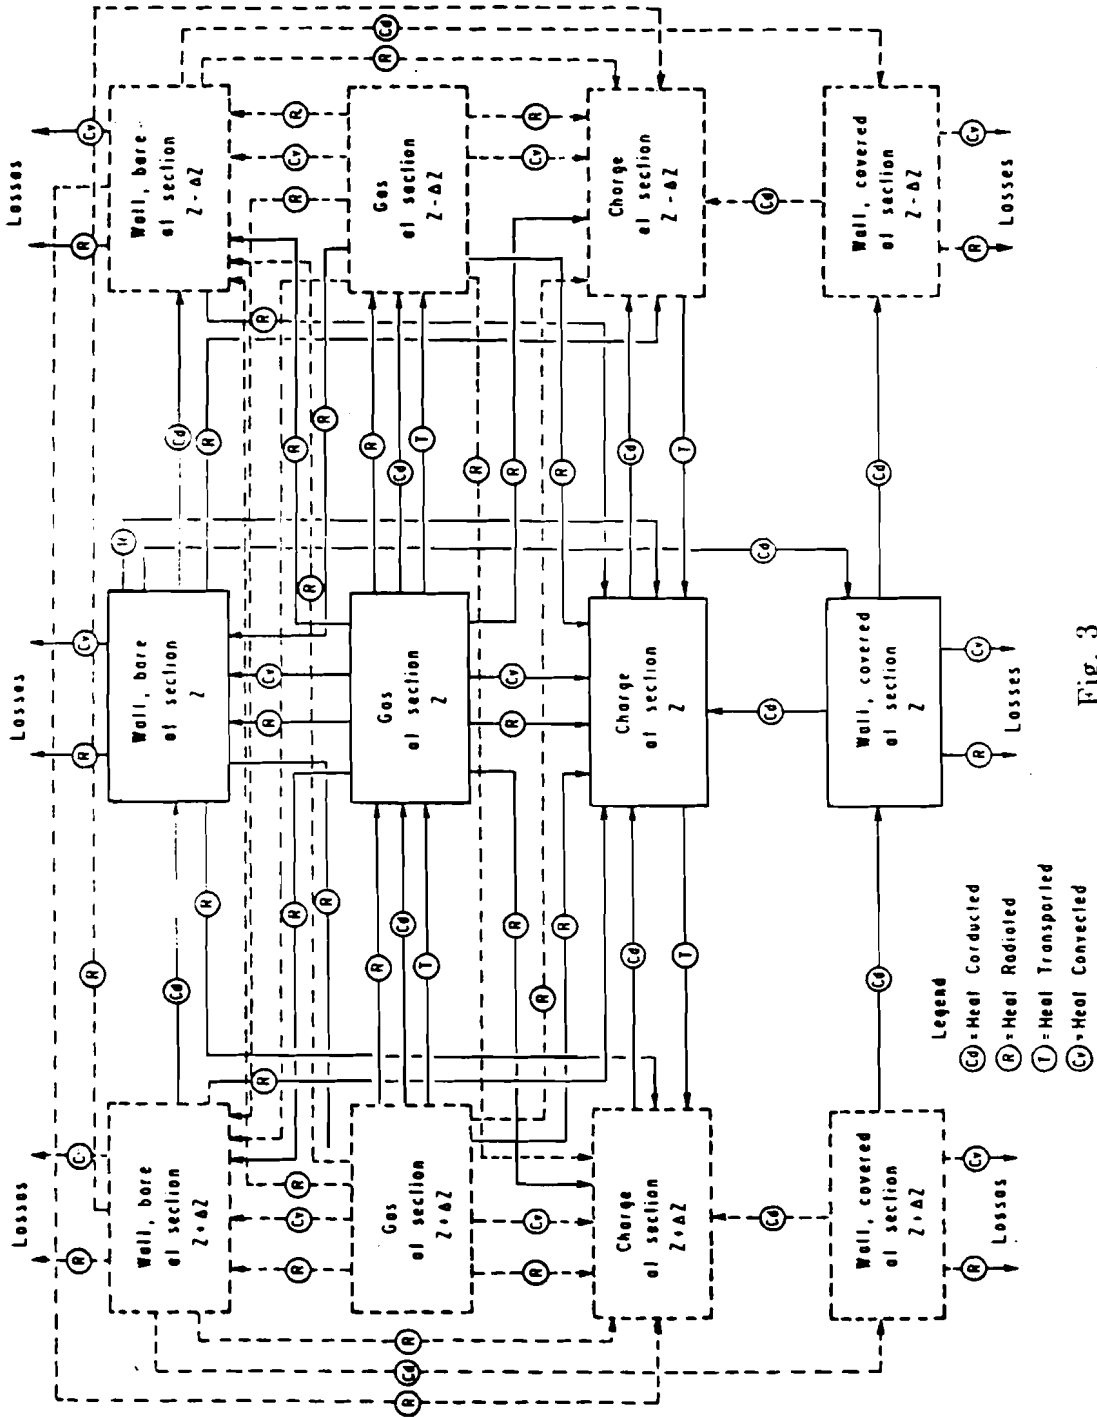 Losses
Losses
Losses
Wall, bare
at section
Z + ΔZ
Wall, bare
at section
Z
Wall, bare
at section
Z - ΔZ
Gas
at section
Z + ΔZ
Gas
at section
Z
Gas
at section
Z - ΔZ
Charge
at section
Z + ΔZ
Charge
at section
Z
Charge
at section
Z - ΔZ
Wall, covered
at section
Z + ΔZ
Wall, covered
at section
Z
Wall, covered
at section
Z - ΔZ
Losses
Losses
Losses
Legend
Cd = Heat Conducted
R = Heat Radiated
T = Heat Transported
Cv = Heat Convected
Fig. 3